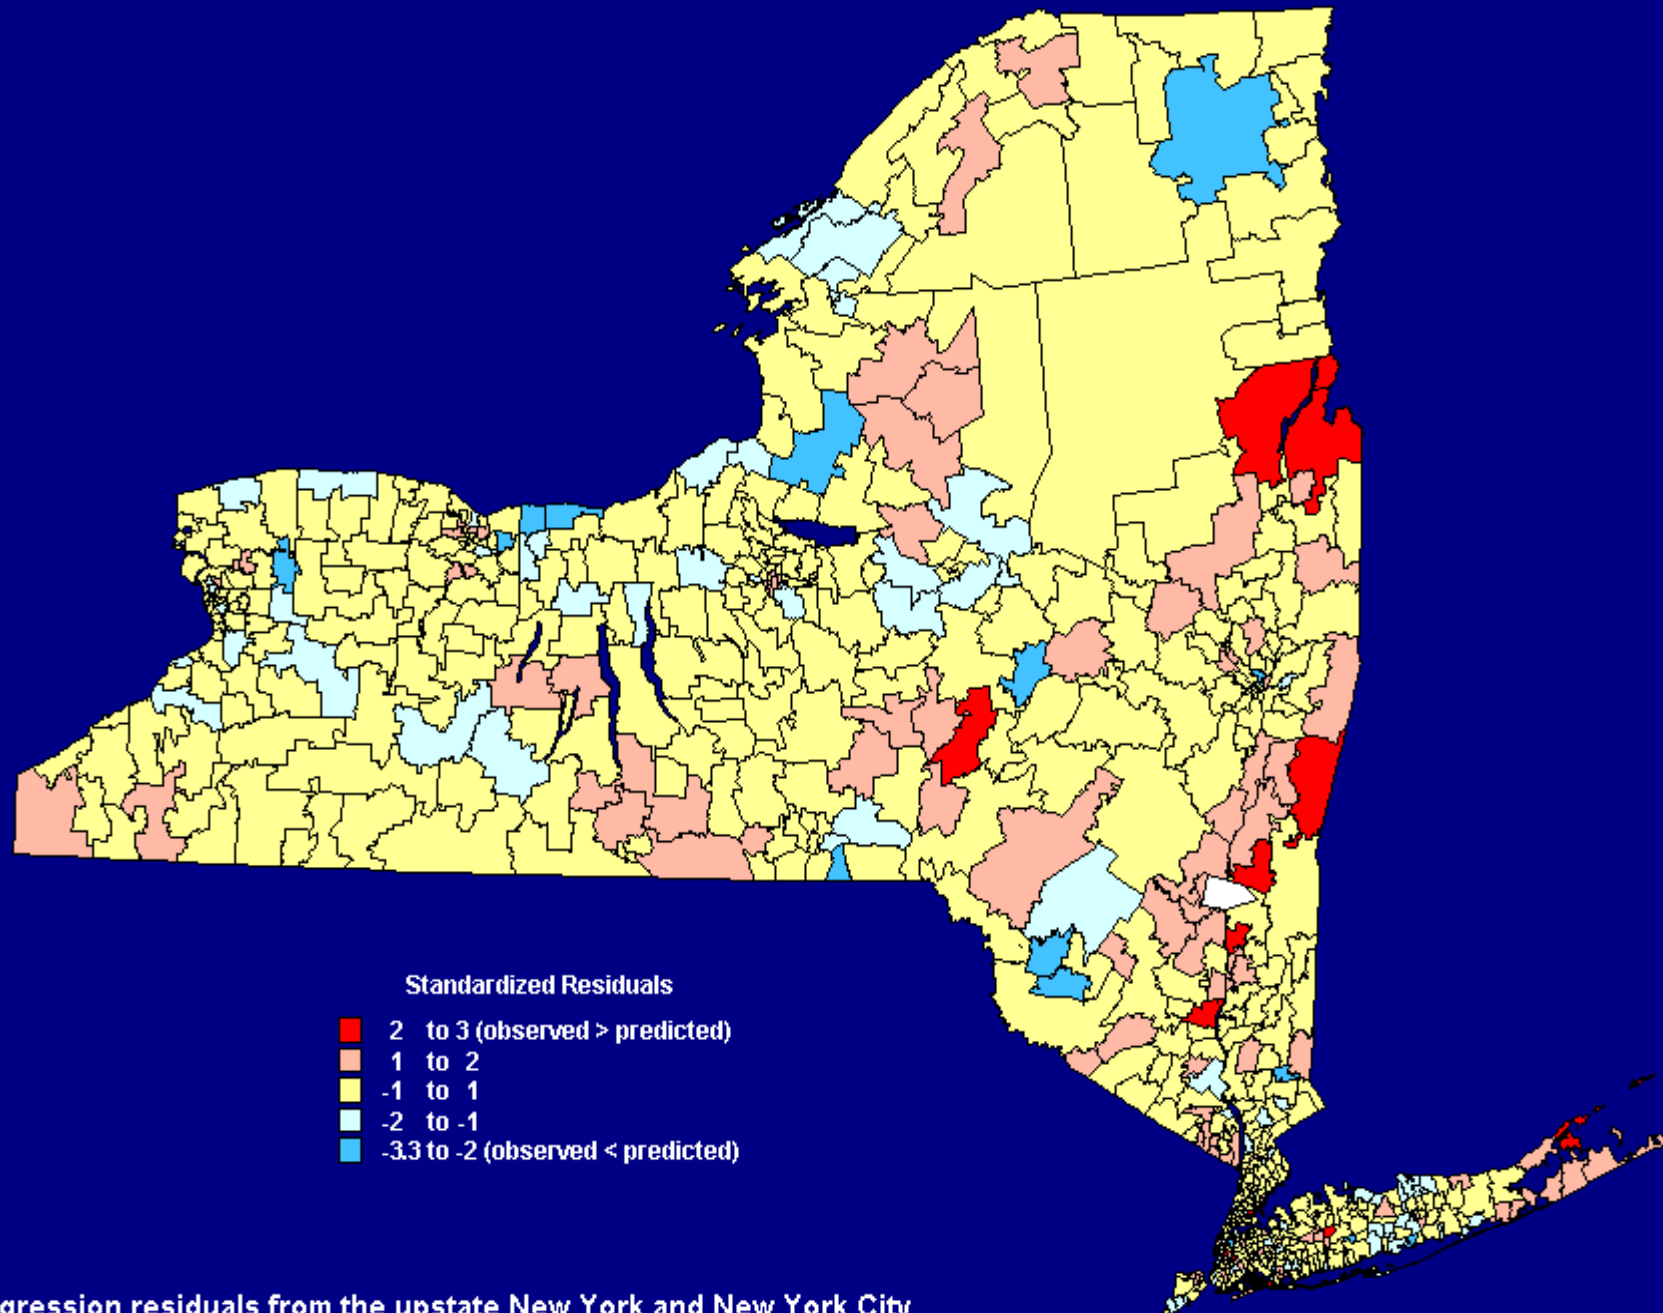 Standardized Residuals
2 to 3 (observed > predicted)
1 to 2
-1 to 1
-2 to -1
-3.3 to -2 (observed < predicted)
gression residuals from the upstate New York and New York City